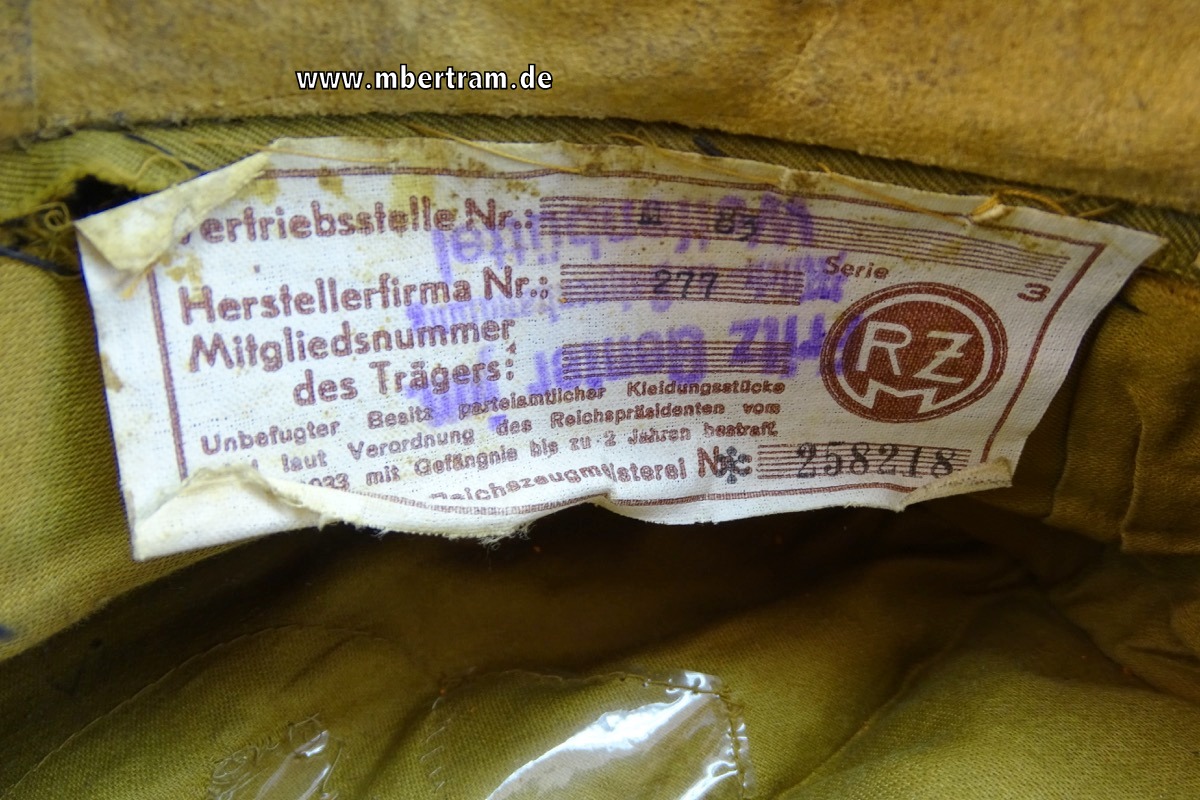 www.mbertram.de
Vertriebsstelle Nr.: 83
Herstellerfirma Nr.: 277
Serie 3
Mitgliedsnummer
des Trägers:
RZM
Unbefugter Besitz parteiamtlicher Kleidungsstücke
laut Verordnung des Reichspräsidenten vom
mit Gefängnis bis zu 2 Jahren bestraft.
Reichszeugmeisterei Nr. 258218